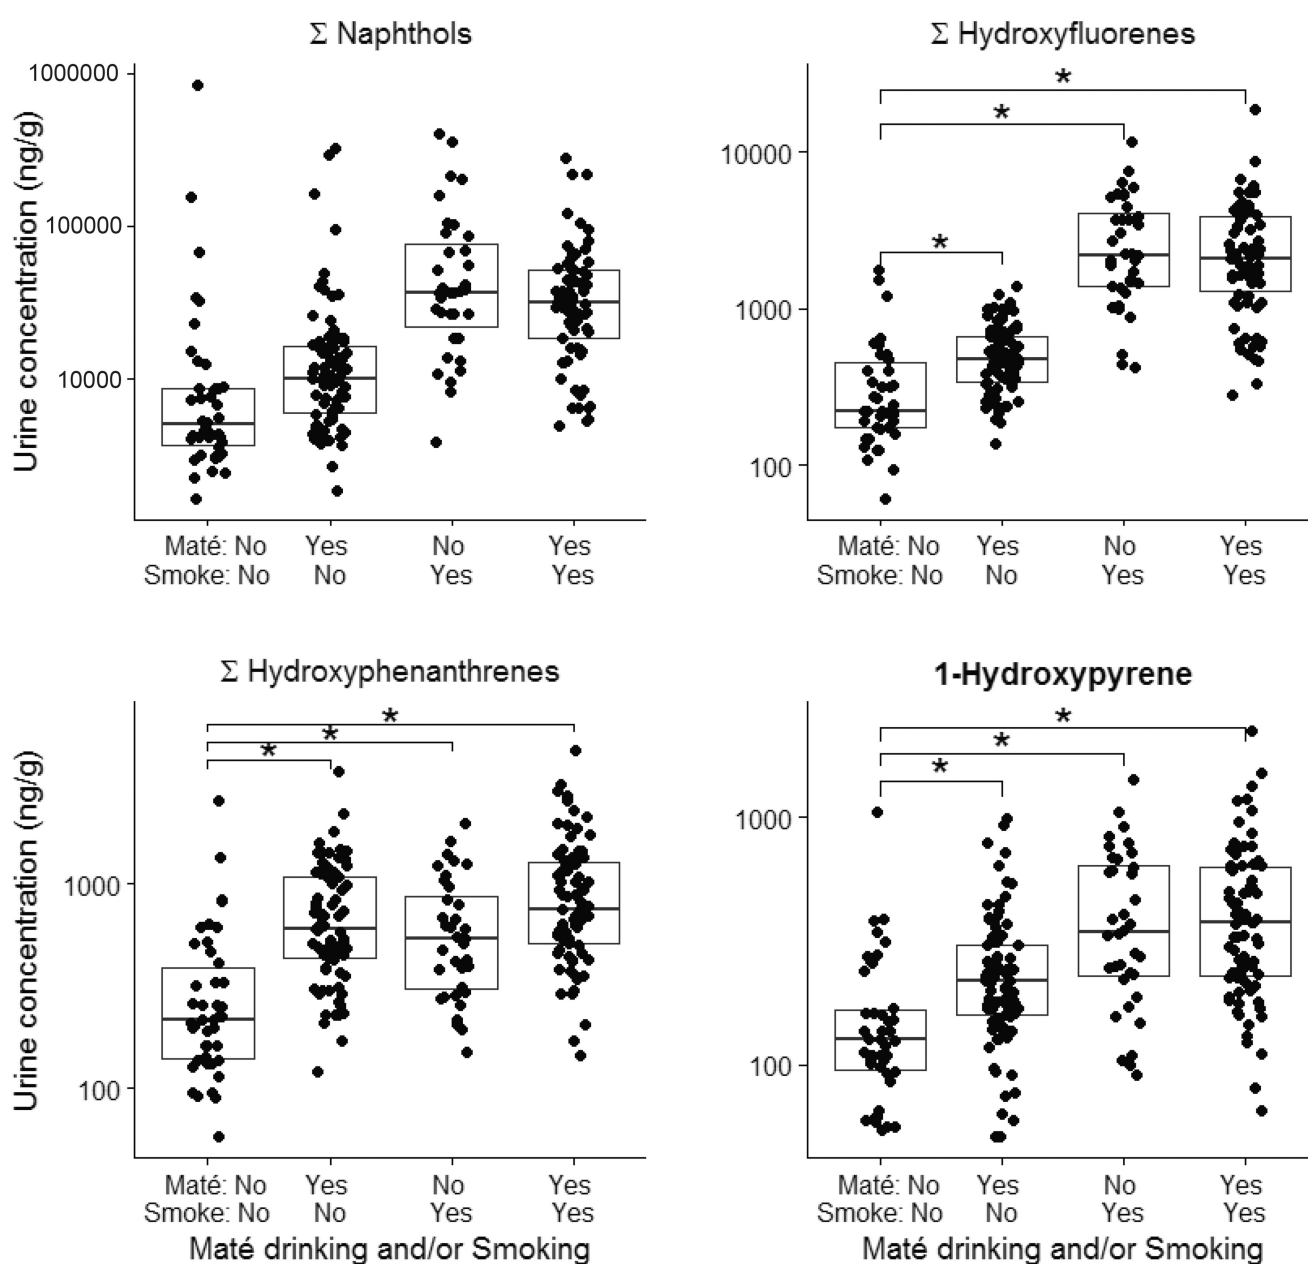 Σ Naphthols
Urine concentration (ng/g)
1000000
100000
10000
Maté: No Yes No Yes
Smoke: No No Yes Yes
Σ Hydroxyfluorenes
* 
* 
* 
10000
1000
100
Maté: No Yes No Yes
Smoke: No No Yes Yes
Σ Hydroxyphenanthrenes
Urine concentration (ng/g)
* 
* 
* 
1000
100
Maté: No Yes No Yes
Smoke: No No Yes Yes
Maté drinking and/or Smoking
1-Hydroxypyrene
* 
* 
* 
1000
100
Maté: No Yes No Yes
Smoke: No No Yes Yes
Maté drinking and/or Smoking